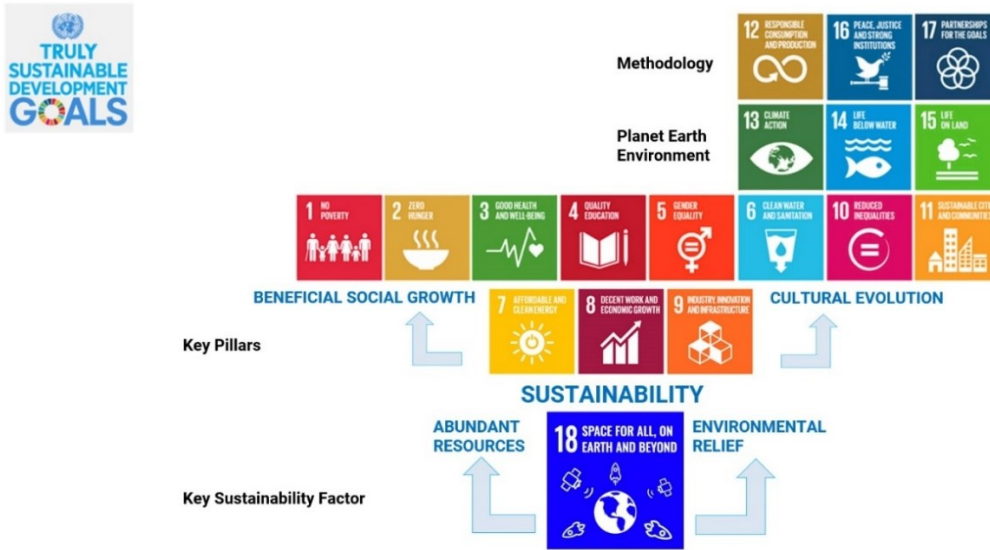 TRULY
SUSTAINABLE
DEVELOPMENT
GOALS
Methodology
12 RESPONSIBLE
CONSUMPTION
AND PRODUCTION
16 PEACE, JUSTICE
AND STRONG
INSTITUTIONS
17 PARTNERSHIPS
FOR THE GOALS
Planet Earth
Environment
13 CLIMATE
ACTION
14 LIFE
BELOW WATER
15 LIFE
ON LAND
1 NO
POVERTY
2 ZERO
HUNGER
3 GOOD HEALTH
AND WELL-BEING
4 QUALITY
EDUCATION
5 GENDER
EQUALITY
6 CLEAN WATER
AND SANITATION
10 REDUCED
INEQUALITIES
11 SUSTAINABLE CITI
AND COMMUNITIES
BENEFICIAL SOCIAL GROWTH
CULTURAL EVOLUTION
Key Pillars
7 AFFORDABLE AND
CLEAN ENERGY
8 DECENT WORK AND
ECONOMIC GROWTH
9 INDUSTRY, INNOVATION
AND INFRASTRUCTURE
SUSTAINABILITY
ABUNDANT
RESOURCES
ENVIRONMENTAL
RELIEF
18 SPACE FOR ALL, ON
EARTH AND BEYOND
Key Sustainability Factor